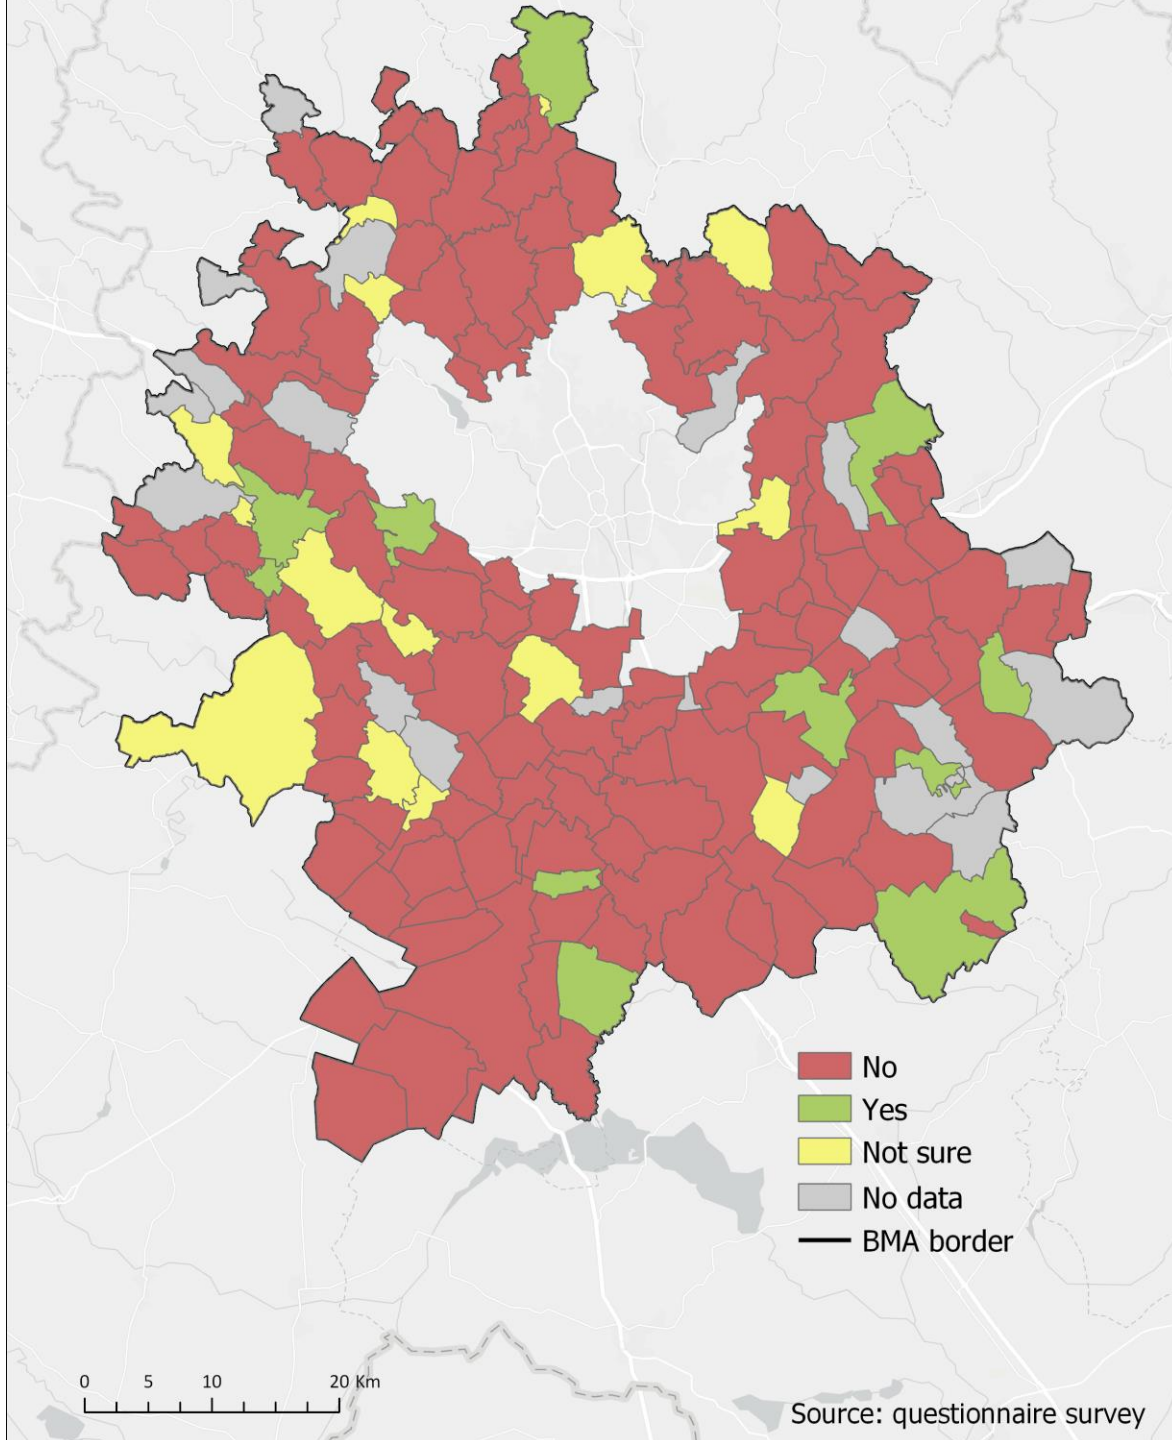 No
Yes
Not sure
No data
BMA border
0 5 10 20 Km
Source: questionnaire survey